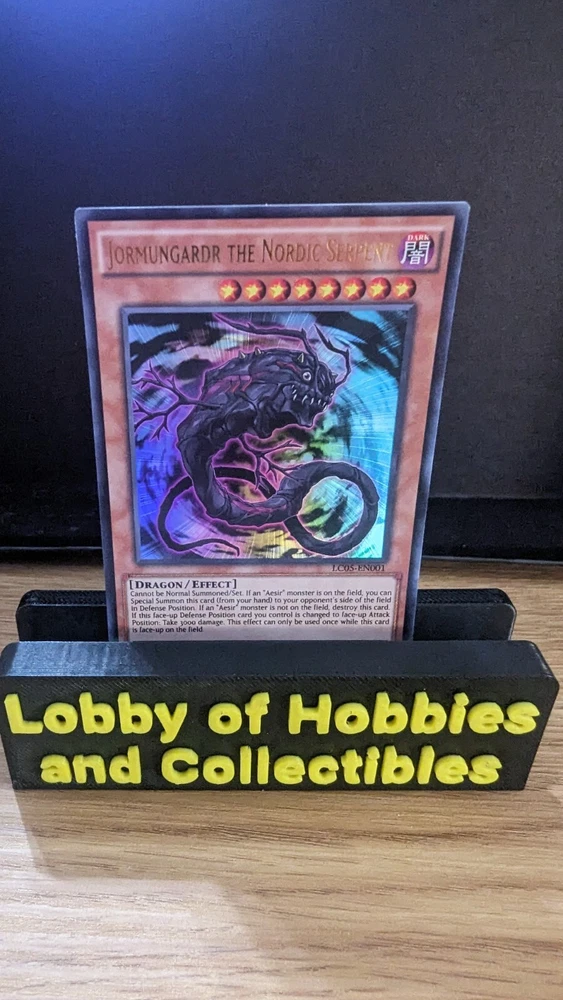 Jormungardr the Nordic Serpent
DARK
闇
LC05-EN001
[Dragon/Effect]
Cannot be Normal Summoned/Set. If an "Aesir" monster is on the field, you can
Special Summon this card (from your hand) to your opponent's side of the field
in Defense Position. If an "Aesir" monster is not on the field, destroy this card.
If this face-up Defense Position card you control is changed to face-up Attack
Position: Take 3000 damage. This effect can only be used once while this card
is face-up on the field.
Lobby of Hobbies
and Collectibles